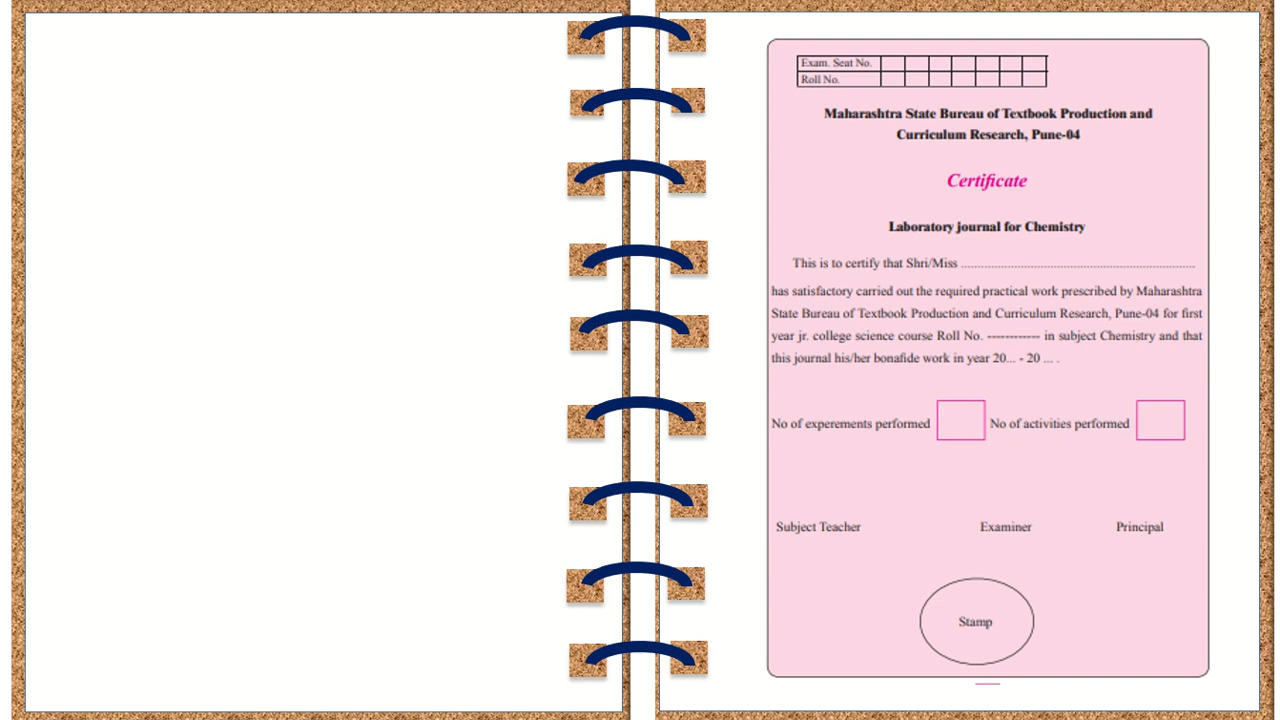 Exam. Seat No.
Roll No.
Maharashtra State Bureau of Textbook Production and
Curriculum Research, Pune-04
Certificate
Laboratory journal for Chemistry
This is to certify that Shri/Miss ................................................................................
has satisfactory carried out the required practical work prescribed by Maharashtra
State Bureau of Textbook Production and Curriculum Research, Pune-04 for first
year jr. college science course Roll No. ------------ in subject Chemistry and that
this journal his/her bonafide work in year 20... - 20 ... .
No of experements performed No of activities performed
Subject Teacher Examiner Principal
Stamp